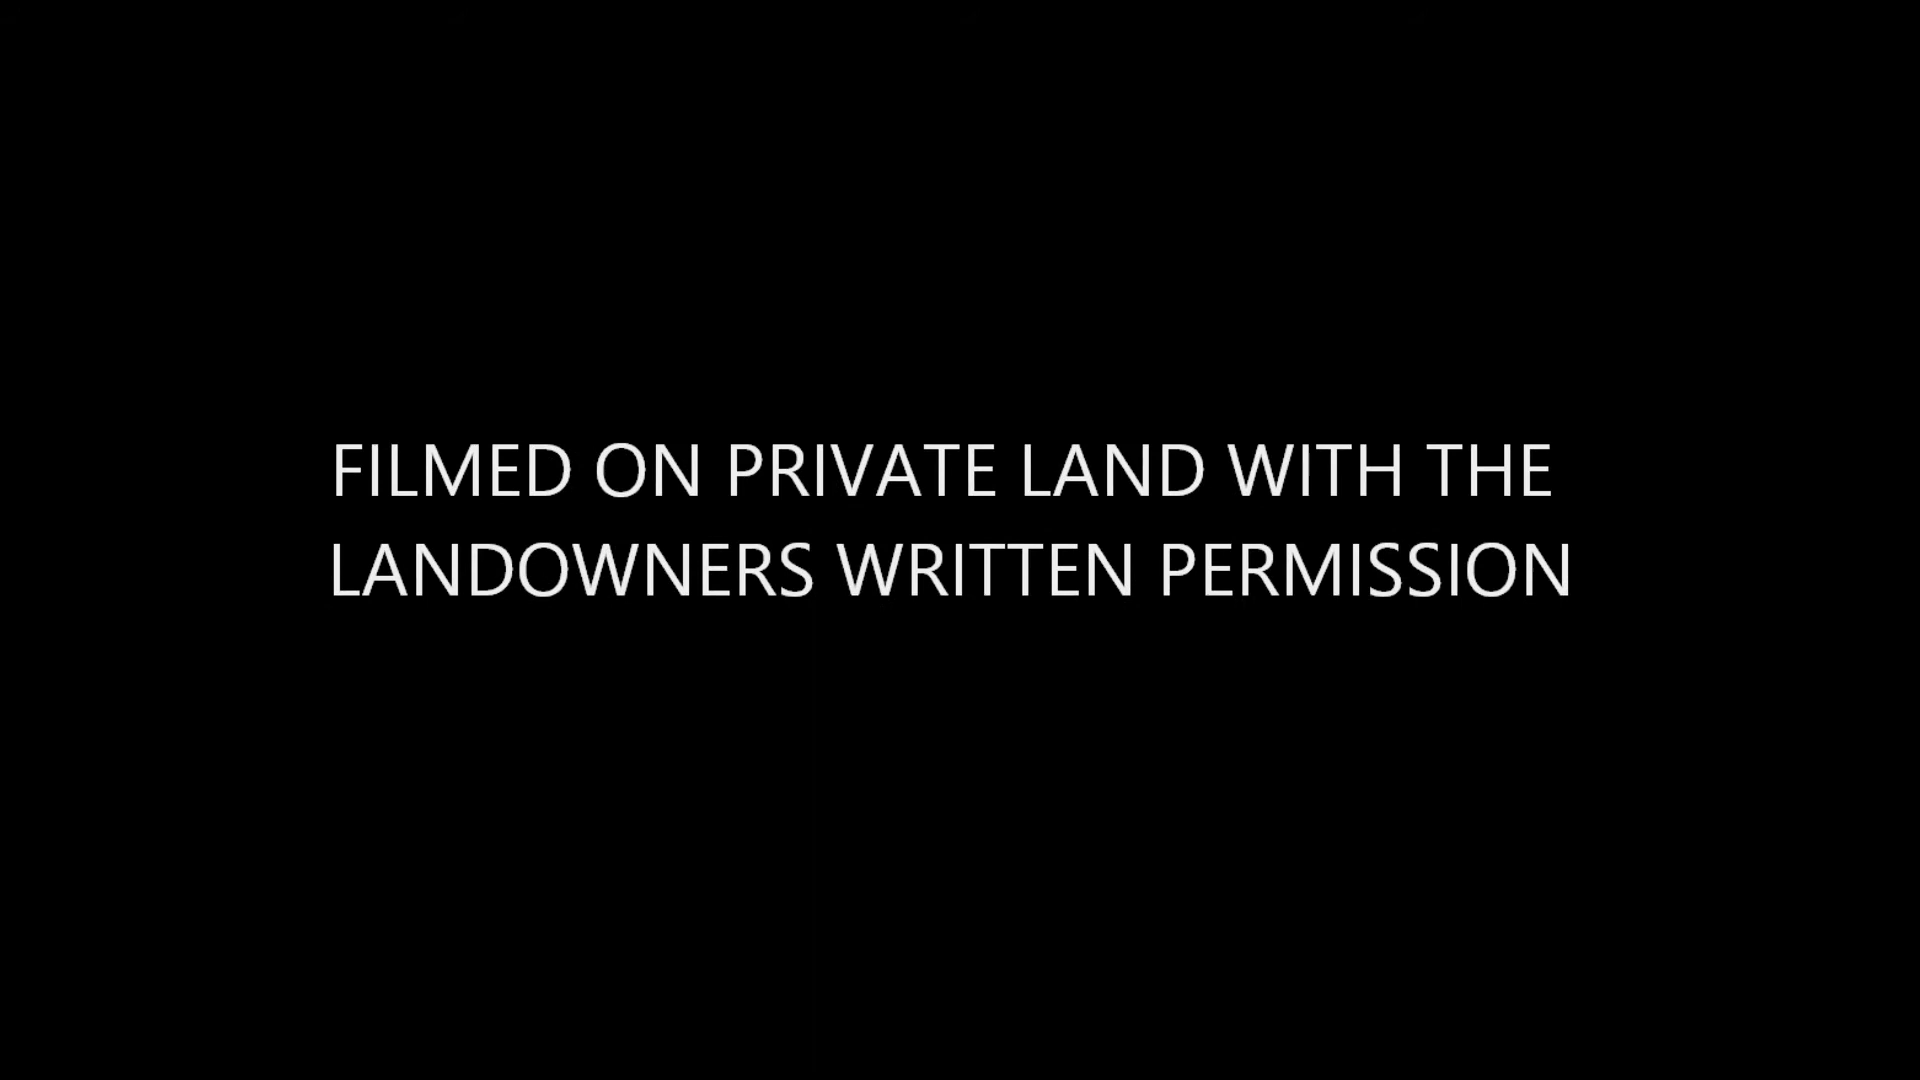 FILMED ON PRIVATE LAND WITH THE
LANDOWNERS WRITTEN PERMISSION